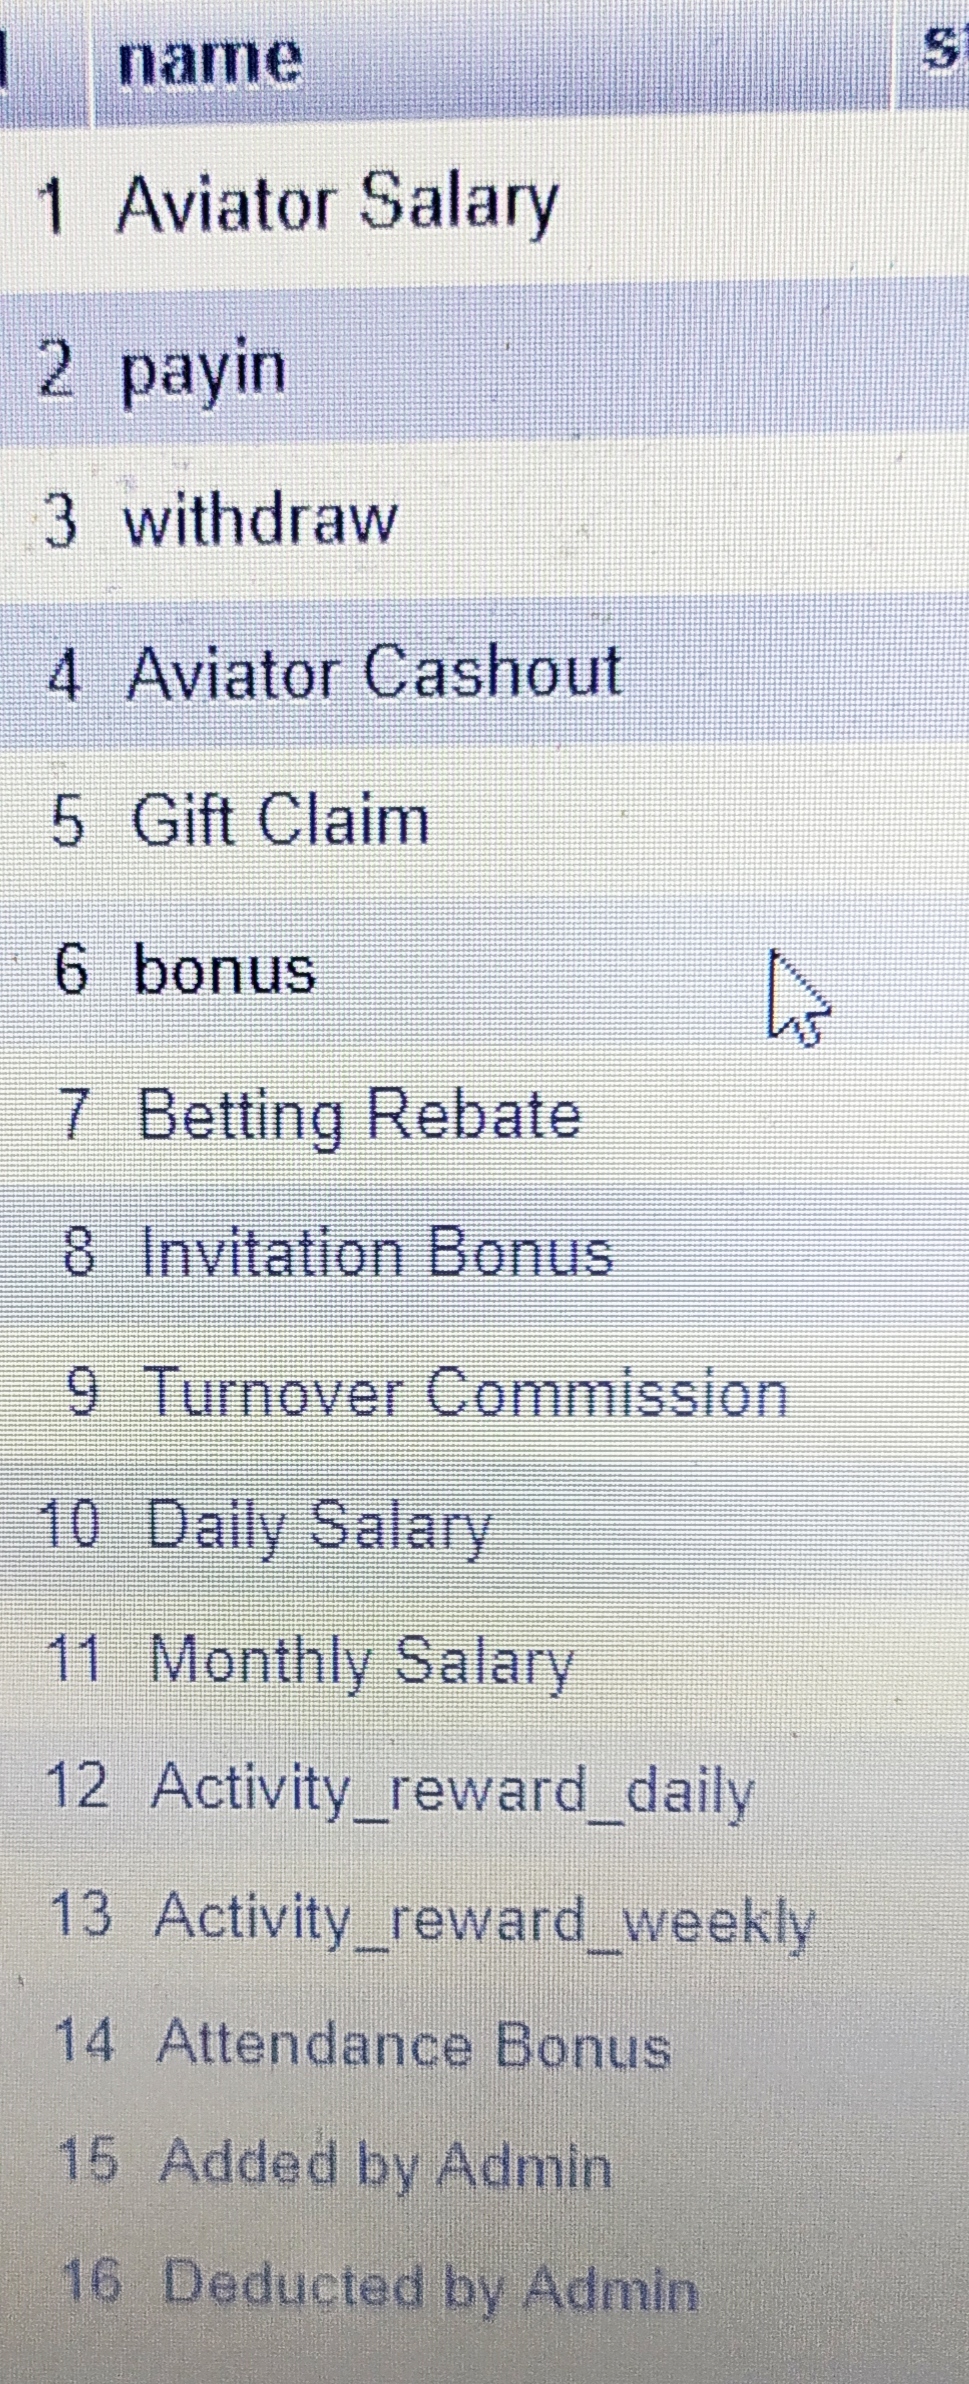 name
1 Aviator Salary
2 payin
3 withdraw
4 Aviator Cashout
5 Gift Claim
6 bonus
7 Betting Rebate
8 Invitation Bonus
9 Turnover Commission
10 Daily Salary
11 Monthly Salary
12 Activity_reward_daily
13 Activity_reward_weekly
14 Attendance Bonus
15 Added by Admin
16 Deducted by Admin